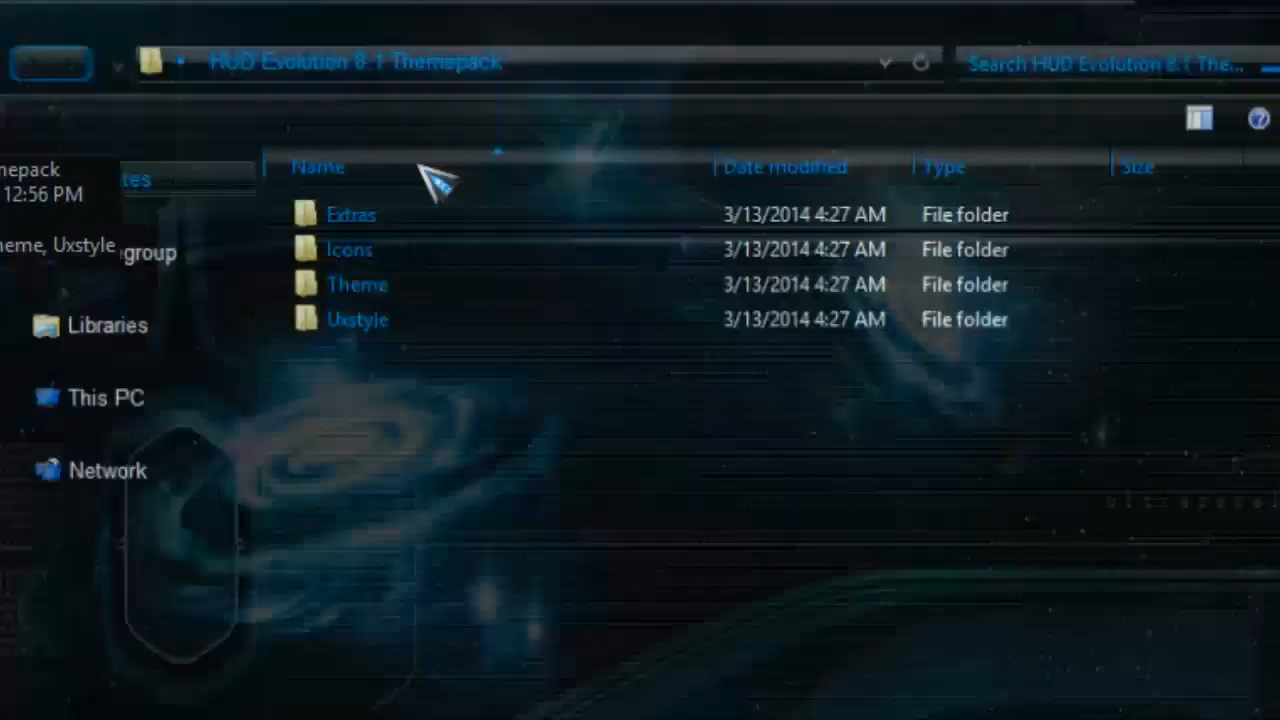 HUD Evolution 8.1 Themepack
Search HUD Evolution 8.1 The...
Name Date modified Type Size
Extras 3/13/2014 4:27 AM File folder
Icons 3/13/2014 4:27 AM File folder
Theme 3/13/2014 4:27 AM File folder
Uxstyle 3/13/2014 4:27 AM File folder
mepack
12:56 PM
heme, Uxstyle
tes
group
Libraries
This PC
Network